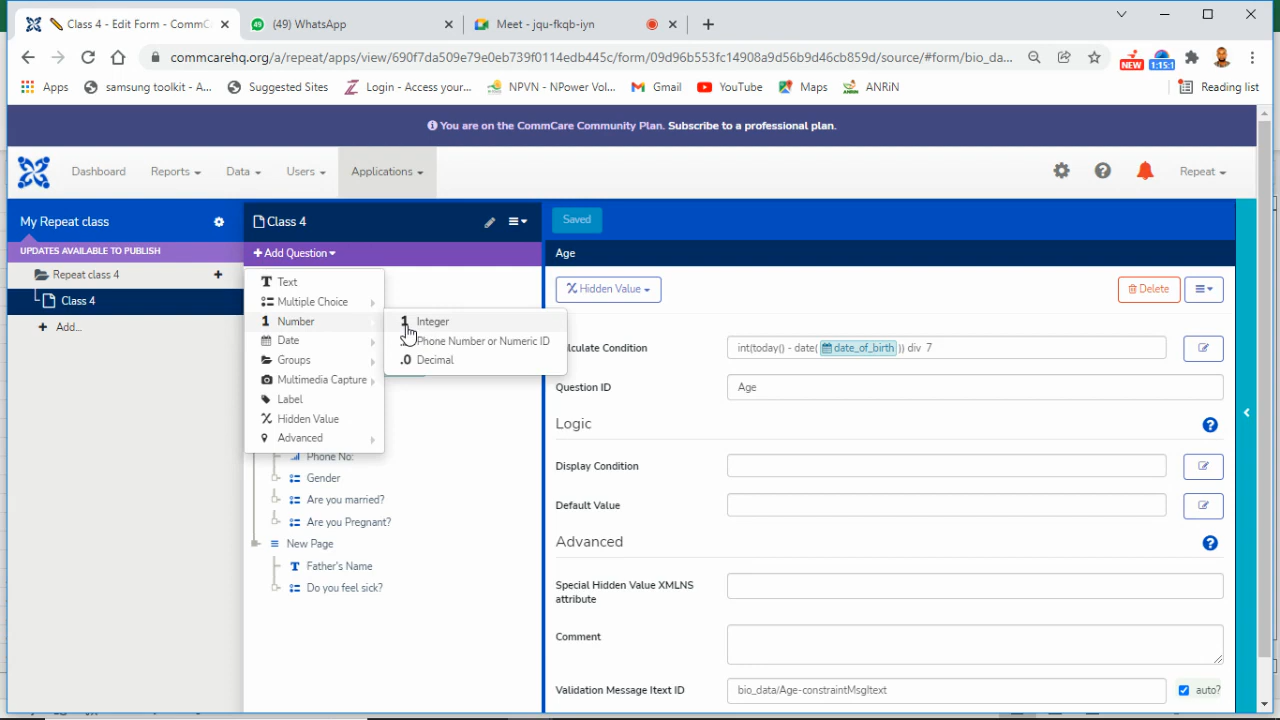 Class 4 - Edit Form - CommC
(49) WhatsApp
Meet - jqu-fkqb-iyn
commcarehq.org/a/repeat/apps/view/690f7da509e79e0eb739f0114edb445c/form/09d96b553fc14908a9d56b9d46cb859d/source/#form/bio_da...
NEW
1:15:1
Apps
samsung toolkit - A...
Suggested Sites
Login - Access your...
NPVN - NPower Vol...
Gmail
YouTube
Maps
ANRiN
Reading list
You are on the CommCare Community Plan. Subscribe to a professional plan.
Dashboard
Reports
Data
Users
Applications
Repeat
My Repeat class
Class 4
Saved
UPDATES AVAILABLE TO PUBLISH
Add Question
Age
Repeat class 4
Class 4
Add...
Text
Multiple Choice
Number
Date
Groups
Multimedia Capture
Label
Hidden Value
Advanced
Integer
Phone Number or Numeric ID
Decimal
Phone No:
Gender
Are you married?
Are you Pregnant?
New Page
Father's Name
Do you feel sick?
Hidden Value
Delete
alculate Condition
int(today() - date( date_of_birth )) div 7
Question ID
Age
Logic
Display Condition
Default Value
Advanced
Special Hidden Value XMLNS
attribute
Comment
Validation Message Itext ID
bio_data/Age-constraintMsgItext
auto?